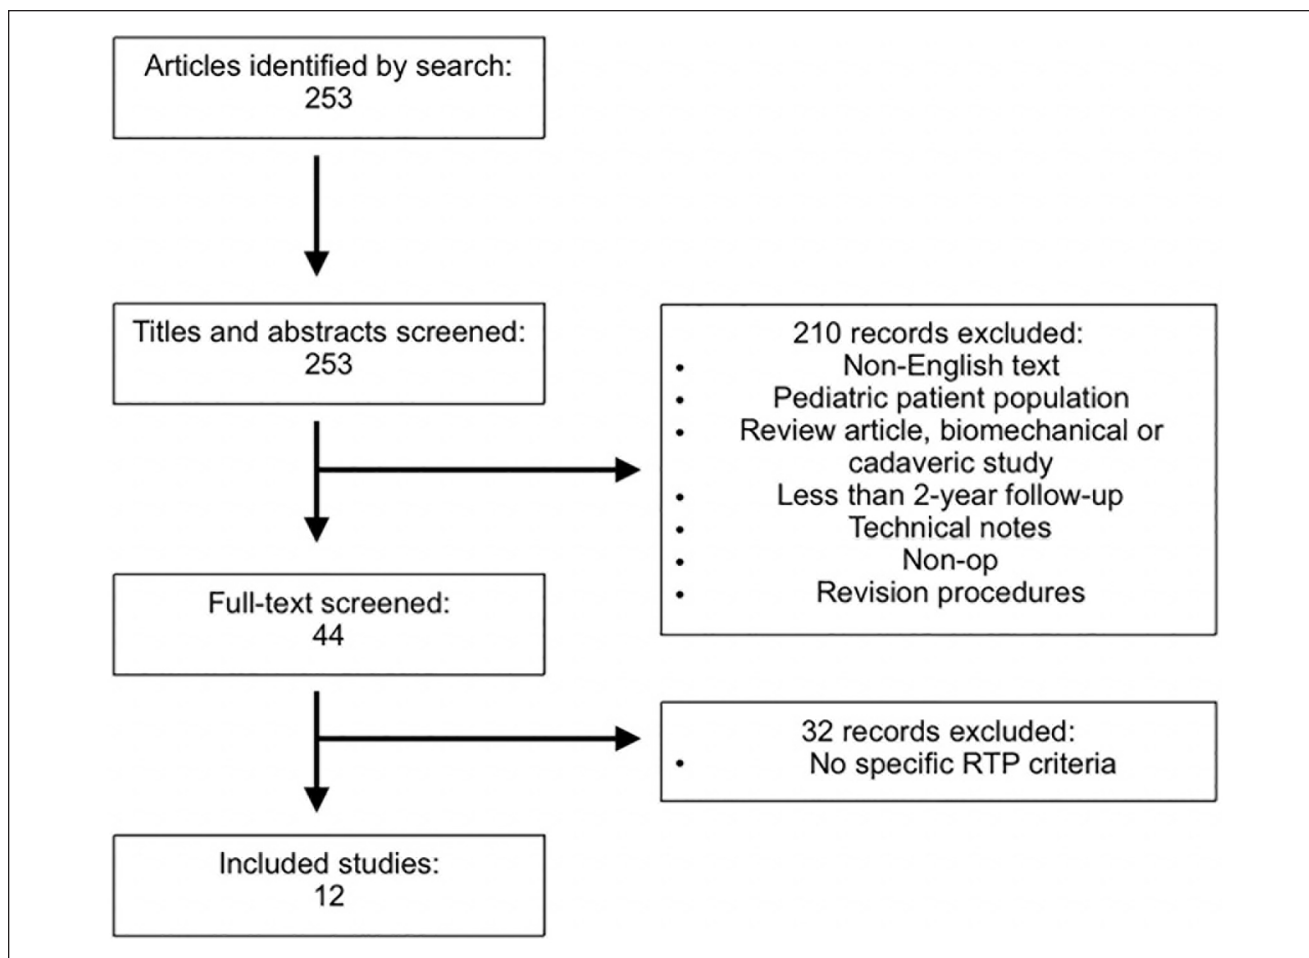 Articles identified by search:
253
Titles and abstracts screened:
253
210 records excluded:
• Non-English text
• Pediatric patient population
• Review article, biomechanical or
cadaveric study
• Less than 2-year follow-up
• Technical notes
• Non-op
• Revision procedures
Full-text screened:
44
32 records excluded:
• No specific RTP criteria
Included studies:
12